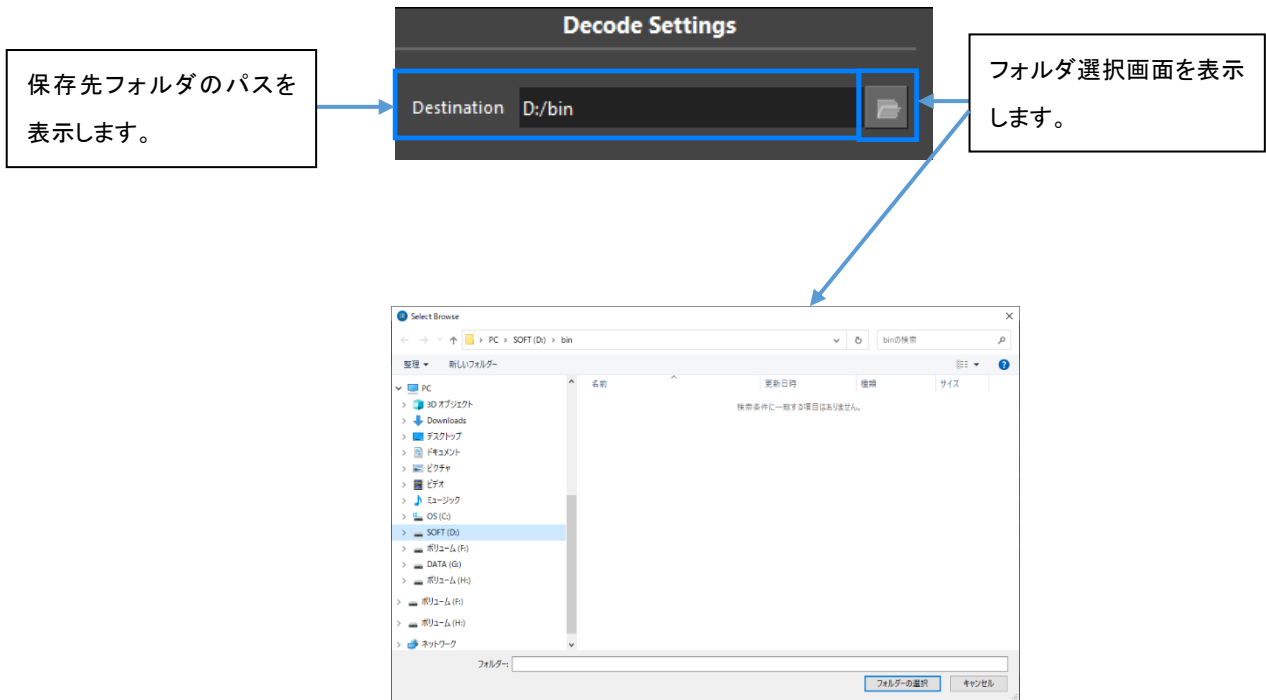 Decode Settings
保存先フォルダのパスを
表示します。
Destination D:/bin
フォルダ選択画面を表示
します。
Select Browse
PC › SOFT (D:) › bin
binの検索
整理 新しいフォルダー
名前 更新日時 種類 サイズ
検索条件に一致する項目はありません。
PC
3D オブジェクト
Downloads
デスクトップ
ドキュメント
ピクチャ
ビデオ
ミュージック
OS (C:)
SOFT (D:)
ボリューム (F:)
DATA (G:)
ボリューム (H:)
ボリューム (F:)
ボリューム (H:)
ネットワーク
フォルダー:
フォルダーの選択 キャンセル